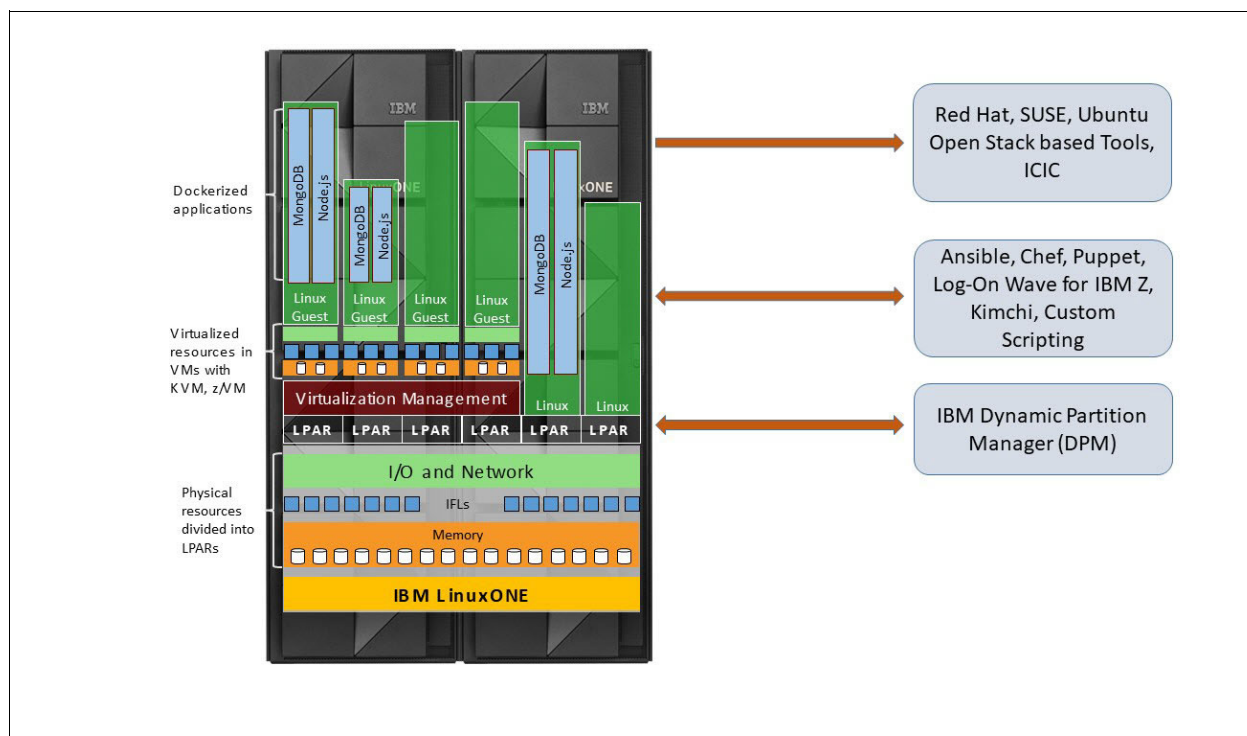 IBM
IBM
LinuxONE
xONE
Dockerized
applications
MongoDB
Node.js
MongoDB
Node.js
MongoDB
Node.js
Linux
Guest
Linux
Guest
Linux
Guest
Linux
Guest
Virtualized
resources in
VMs with
KVM, z/VM
Virtualization Management
Linux
Linux
LPAR
LPAR
LPAR
LPAR
LPAR
LPAR
Physical
resources
divided into
LPARs
I/O and Network
IFLs
Memory
IBM LinuxONE
Red Hat, SUSE, Ubuntu
Open Stack based Tools,
ICIC
Ansible, Chef, Puppet,
Log-On Wave for IBM Z,
Kimchi, Custom
Scripting
IBM Dynamic Partition
Manager (DPM)